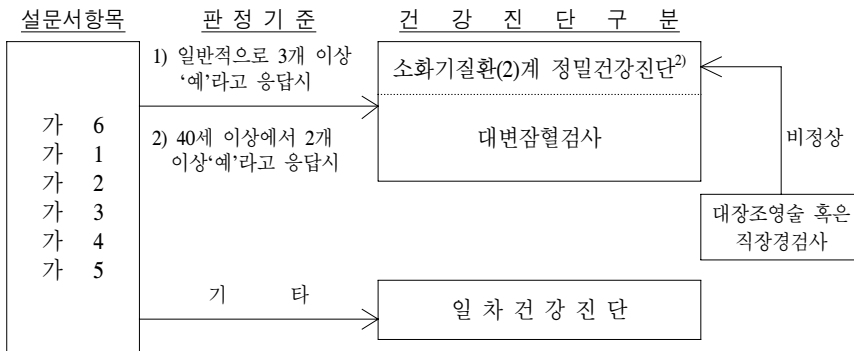 설문서항목
판정기준
건 강 진 단 구 분
1) 일반적으로 3개 이상
‘예’라고 응답시
소화기질환(2)계 정밀건강진단2)
가 6
가 1
가 2
가 3
가 4
가 5
2) 40세 이상에서 2개
이상‘예’라고 응답시
대변잠혈검사
비정상
대장조영술 혹은
직장경검사
기 타
일 차 건 강 진 단